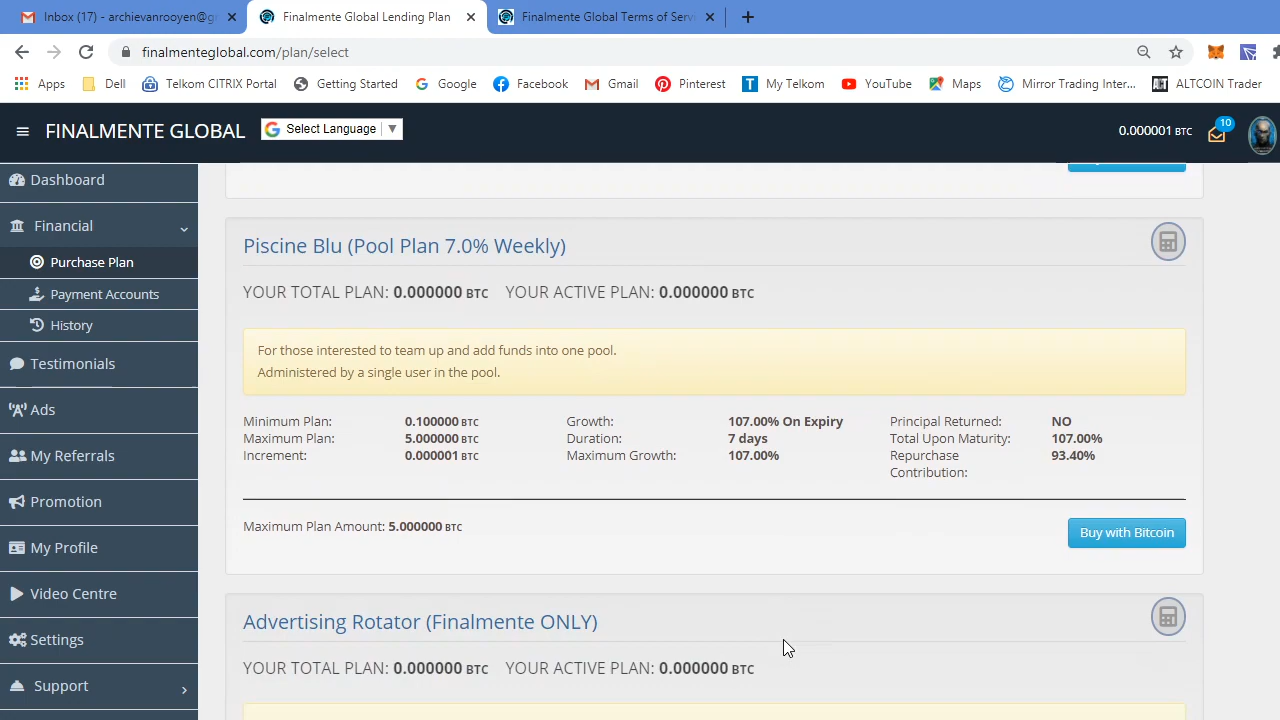 Inbox (17) - archievanrooyen@g
Finalmente Global Lending Plan
Finalmente Global Terms of Servi
finalmenteglobal.com/plan/select
Apps
Dell
Telkom CITRIX Portal
Getting Started
Google
Facebook
Gmail
Pinterest
My Telkom
YouTube
Maps
Mirror Trading Inter...
ALTCOIN Trader
FINALMENTE GLOBAL
Select Language
0.000001 BTC
10
Dashboard
Financial
Purchase Plan
Payment Accounts
History
Testimonials
Ads
My Referrals
Promotion
My Profile
Video Centre
Settings
Support
Piscine Blu (Pool Plan 7.0% Weekly)
YOUR TOTAL PLAN: 0.000000 BTC YOUR ACTIVE PLAN: 0.000000 BTC
For those interested to team up and add funds into one pool.
Administered by a single user in the pool.
Minimum Plan: 0.100000 BTC Growth: 107.00% On Expiry Principal Returned: NO
Maximum Plan: 5.000000 BTC Duration: 7 days Total Upon Maturity: 107.00%
Increment: 0.000001 BTC Maximum Growth: 107.00% Repurchase 93.40%
Contribution:
Maximum Plan Amount: 5.000000 BTC
Buy with Bitcoin
Advertising Rotator (Finalmente ONLY)
YOUR TOTAL PLAN: 0.000000 BTC YOUR ACTIVE PLAN: 0.000000 BTC